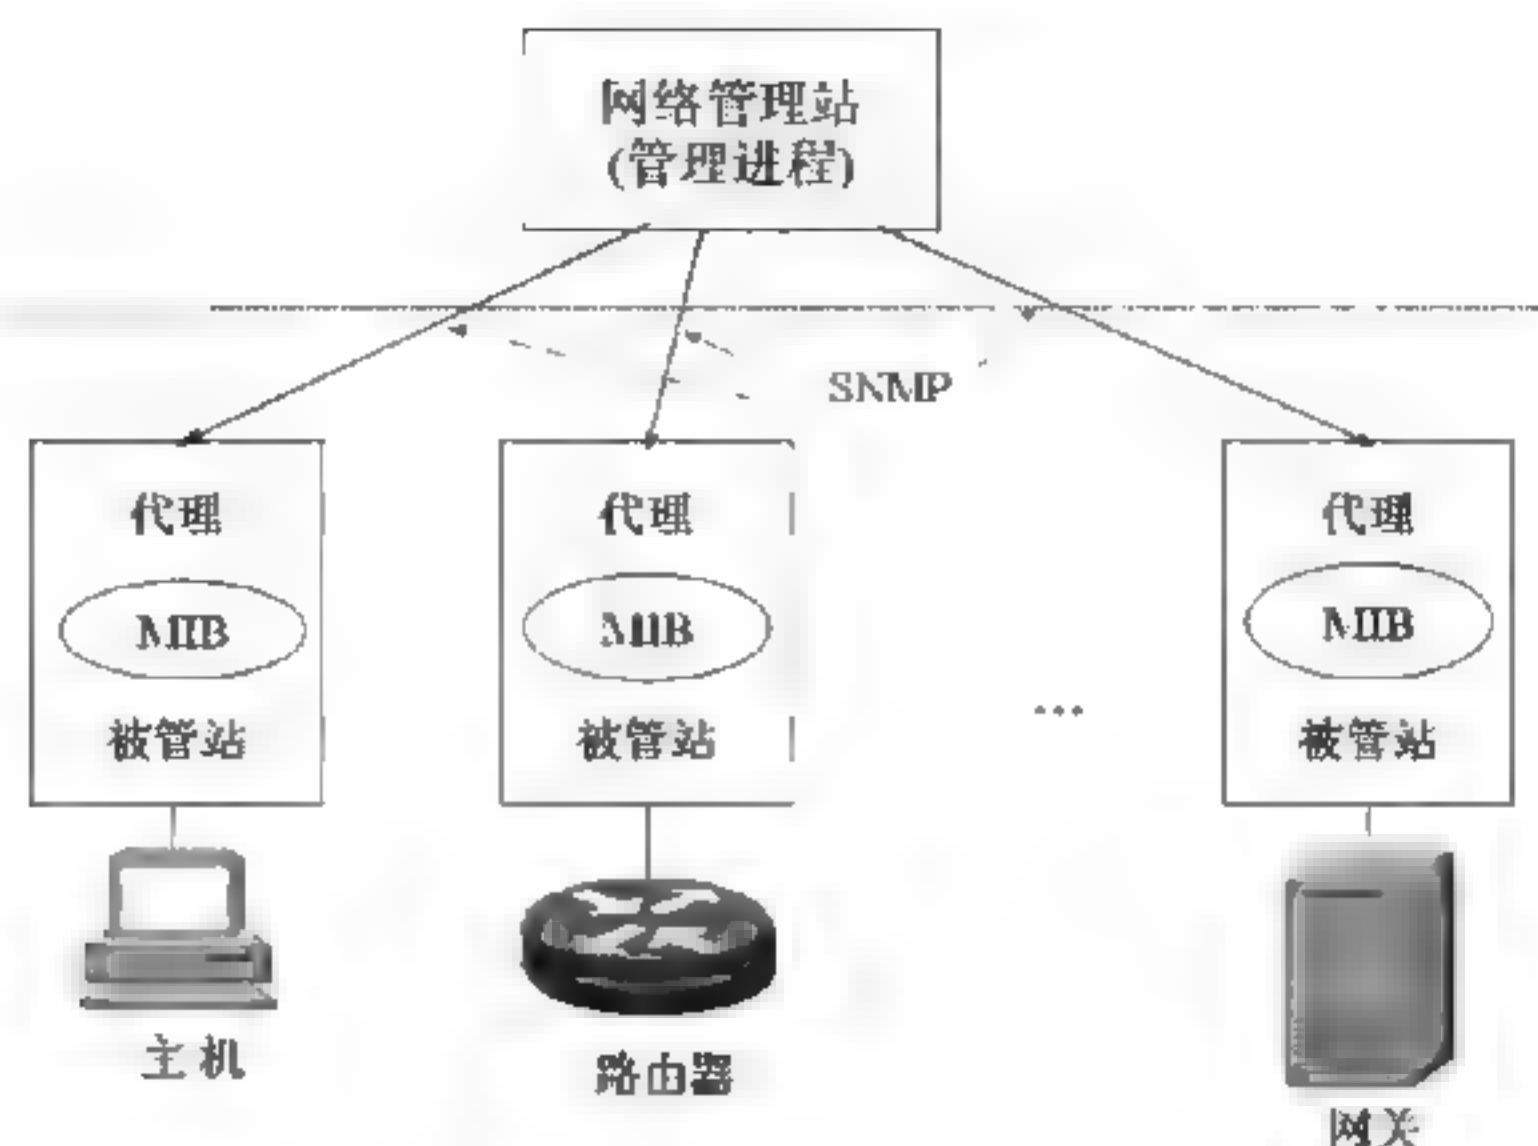 网络管理站
(管理进程)
SNMP
代理
MIB
被管站
主机
代理
MIB
被管站
路由器
...
代理
MIB
被管站
网关